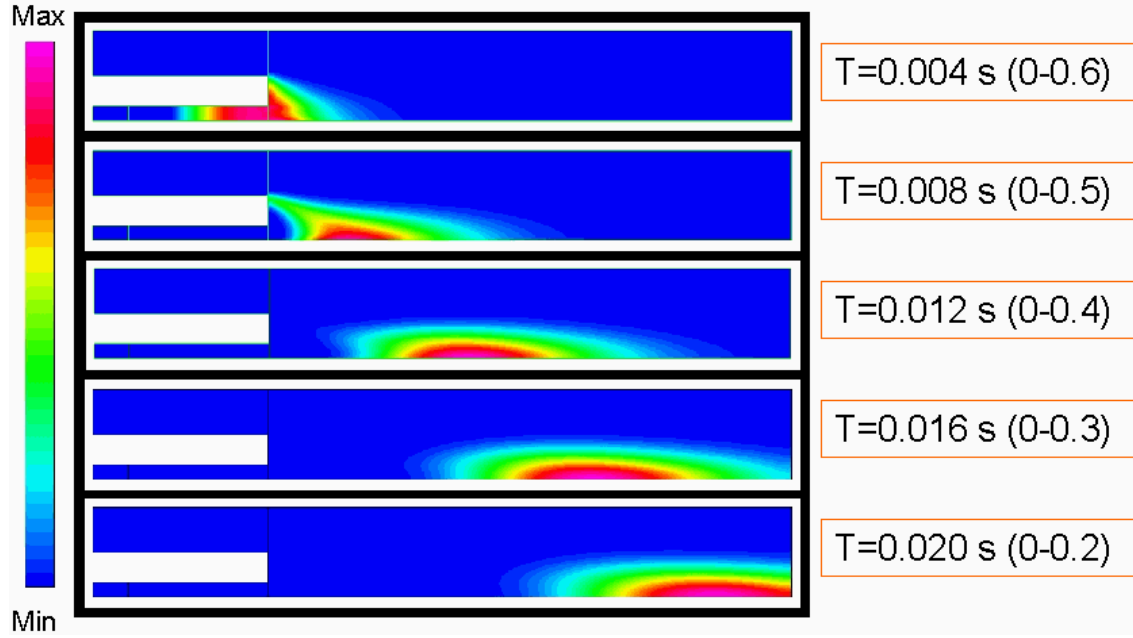 Max
T=0.004 s (0-0.6)
T=0.008 s (0-0.5)
T=0.012 s (0-0.4)
T=0.016 s (0-0.3)
T=0.020 s (0-0.2)
Min